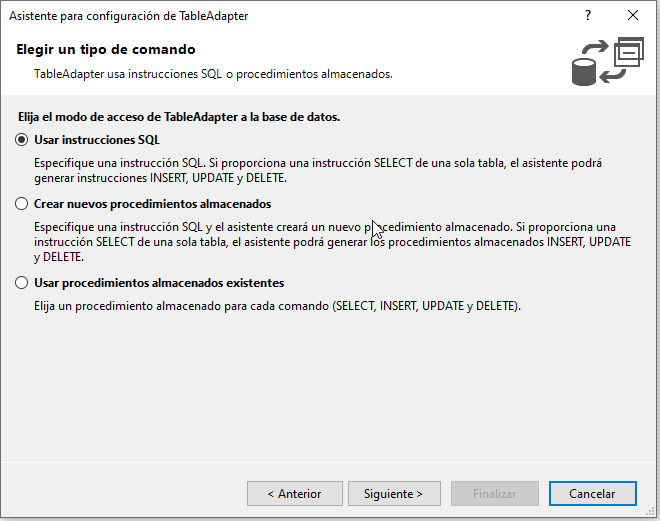 Asistente para configuración de TableAdapter
?
Elegir un tipo de comando
TableAdapter usa instrucciones SQL o procedimientos almacenados.
Elija el modo de acceso de TableAdapter a la base de datos.
Usar instrucciones SQL
Especifique una instrucción SQL. Si proporciona una instrucción SELECT de una sola tabla, el asistente podrá
generar instrucciones INSERT, UPDATE y DELETE.
Crear nuevos procedimientos almacenados
Especifique una instrucción SQL y el asistente creará un nuevo procedimiento almacenado. Si proporciona una
instrucción SELECT de una sola tabla, el asistente podrá generar los procedimientos almacenados INSERT, UPDATE
y DELETE.
Usar procedimientos almacenados existentes
Elija un procedimiento almacenado para cada comando (SELECT, INSERT, UPDATE y DELETE).
< Anterior
Siguiente >
Finalizar
Cancelar